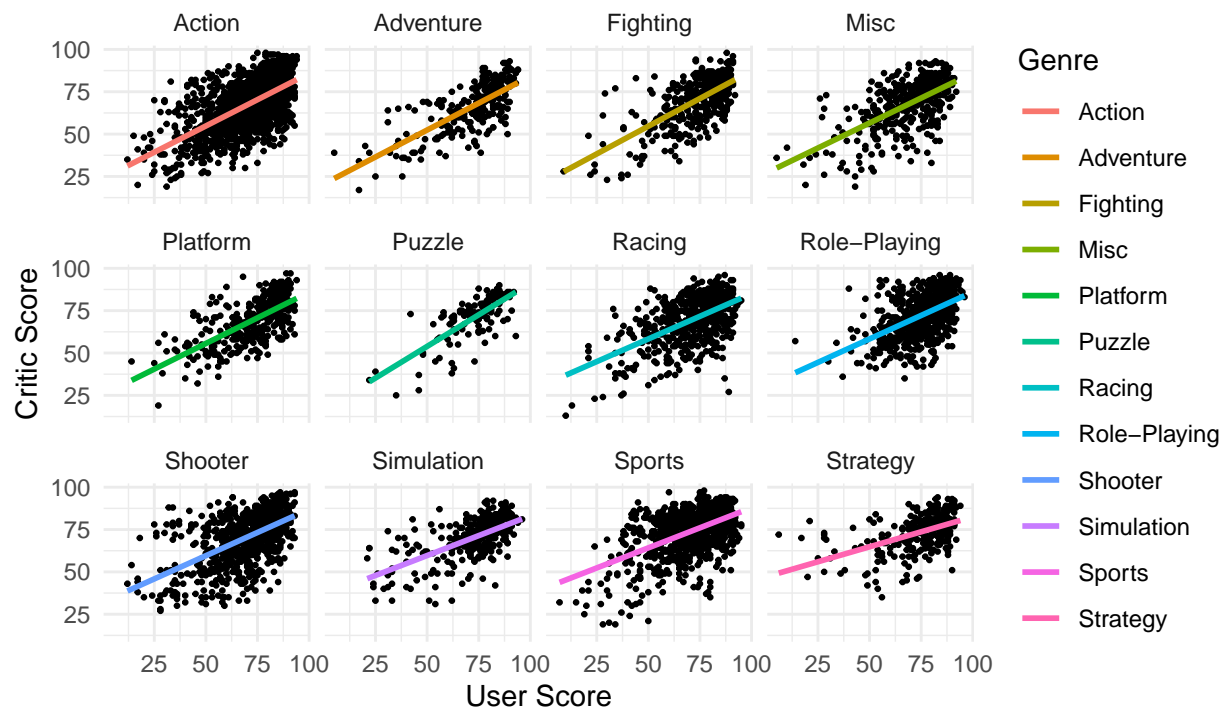 Action Adventure Fighting Misc
100
75
50
25
Platform Puzzle Racing Role−Playing
100
75
50
25
Shooter Simulation Sports Strategy
100
75
50
25
25 50 75 100 25 50 75 100 25 50 75 100 25 50 75 100
User Score
Critic Score
Genre
Action
Adventure
Fighting
Misc
Platform
Puzzle
Racing
Role−Playing
Shooter
Simulation
Sports
Strategy